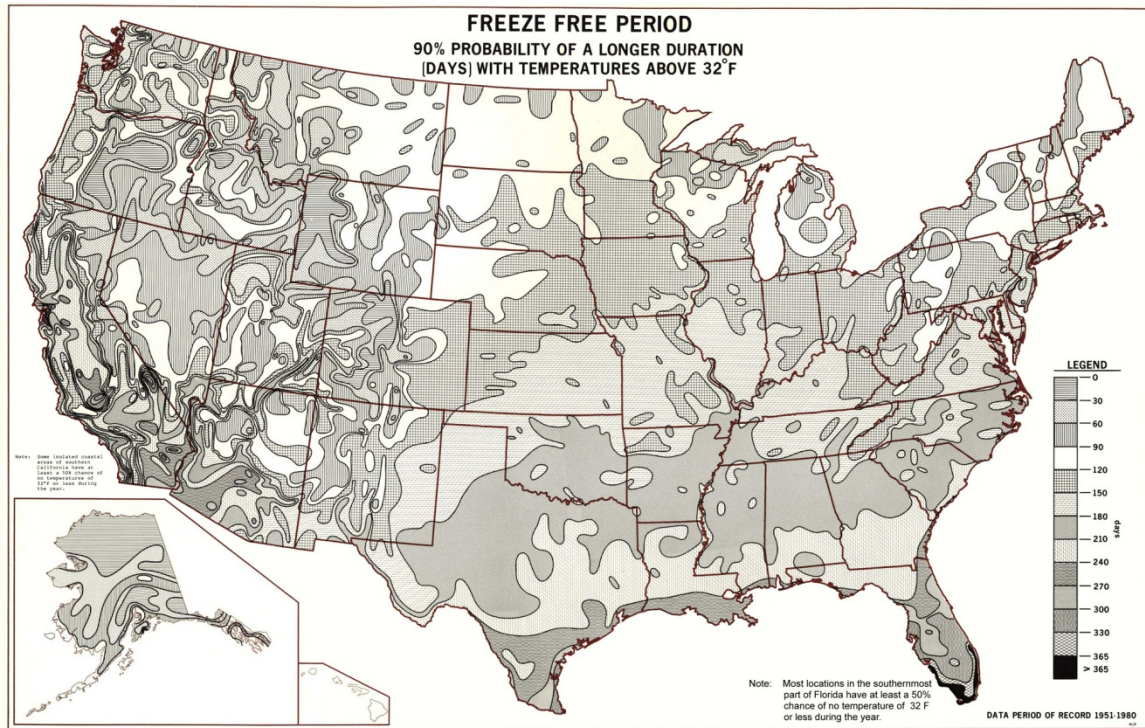 FREEZE FREE PERIOD
90% PROBABILITY OF A LONGER DURATION
(DAYS) WITH TEMPERATURES ABOVE 32°F
Note: Some isolated coastal
areas of southern
California have at
least a 50% chance of
no temperatures of
32°F or less during
the year.
LEGEND
0
30
60
90
120
150
180
210
240
270
300
330
365
> 365
days
Note: Most locations in the southernmost
part of Florida have at least a 50%
chance of no temperature of 32 F
or less during the year.
DATA PERIOD OF RECORD 1951-1980